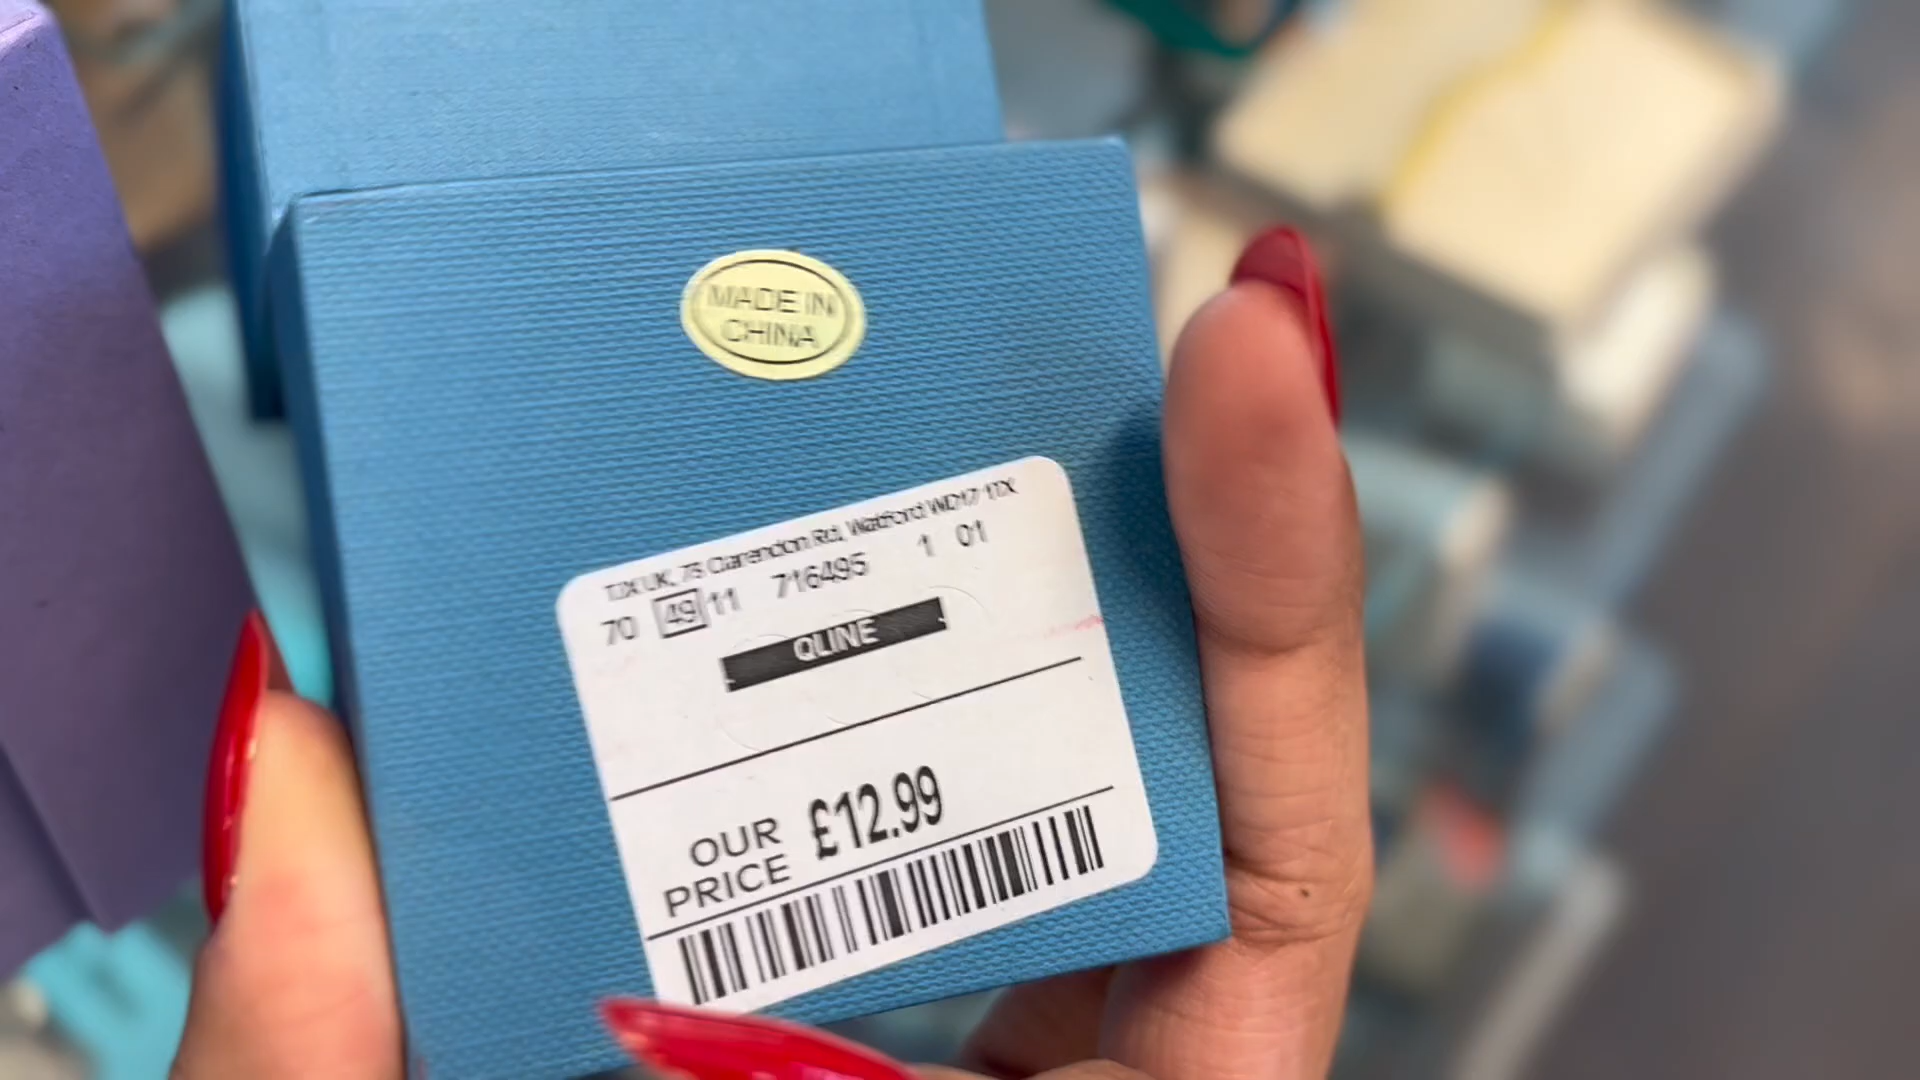 MADE IN
CHINA
TJX UK, 73 Clarendon Rd, Watford WD17 1TX
70 49 11 716495 1 01
QLINE
OUR
PRICE £12.99